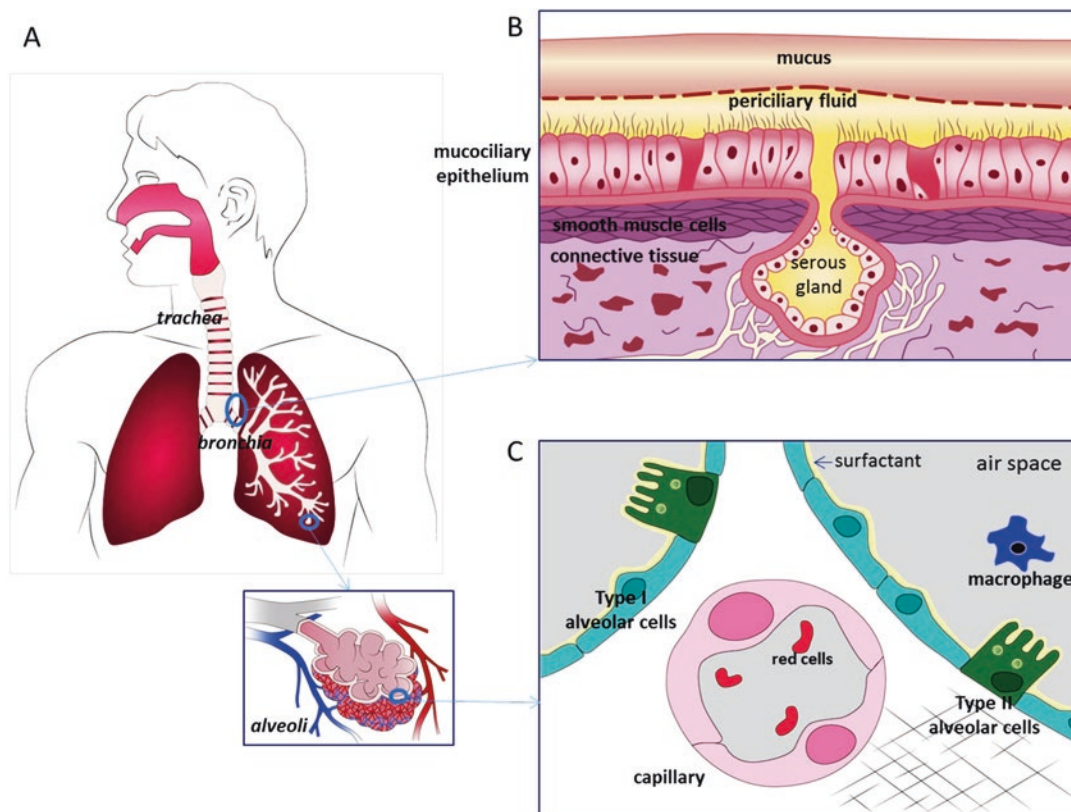 A
trachea
bronchia
alveoli
B
mucus
periciliary fluid
mucociliary
epithelium
smooth muscle cells
connective tissue
serous
gland
C
surfactant
air space
macrophage
Type I
alveolar cells
red cells
Type II
alveolar cells
capillary